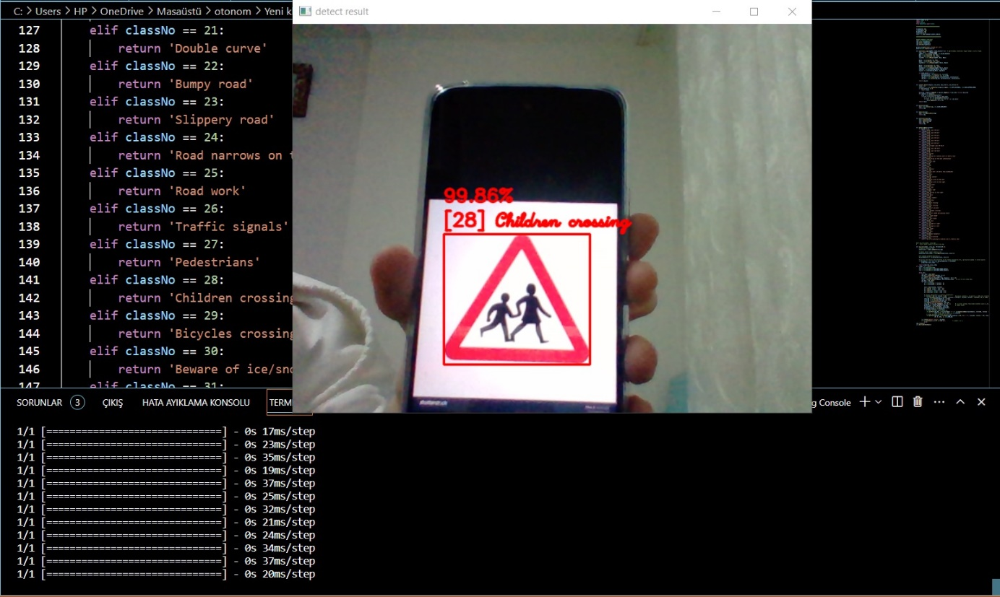 C: > Users > HP > OneDrive > Masaüstü > otonom > Yeni k
detect result
127 elif classNo == 21:
128 return 'Double curve'
129 elif classNo == 22:
130 return 'Bumpy road'
131 elif classNo == 23:
132 return 'Slippery road'
133 elif classNo == 24:
134 return 'Road narrows on
135 elif classNo == 25:
136 return 'Road work'
137 elif classNo == 26:
138 return 'Traffic signals'
139 elif classNo == 27:
140 return 'Pedestrians'
141 elif classNo == 28:
142 return 'Children crossing
143 elif classNo == 29:
144 return 'Bicycles crossing
145 elif classNo == 30:
146 return 'Beware of ice/sno
147 elif classNo == 31:
99.86%
[28] Children crossing
shutterstock
SORUNLAR 3 ÇIKIŞ HATA AYIKLAMA KONSOLU TERM
g Console
1/1 [==============================] - 0s 17ms/step
1/1 [==============================] - 0s 23ms/step
1/1 [==============================] - 0s 35ms/step
1/1 [==============================] - 0s 19ms/step
1/1 [==============================] - 0s 37ms/step
1/1 [==============================] - 0s 25ms/step
1/1 [==============================] - 0s 32ms/step
1/1 [==============================] - 0s 21ms/step
1/1 [==============================] - 0s 24ms/step
1/1 [==============================] - 0s 34ms/step
1/1 [==============================] - 0s 37ms/step
1/1 [==============================] - 0s 20ms/step